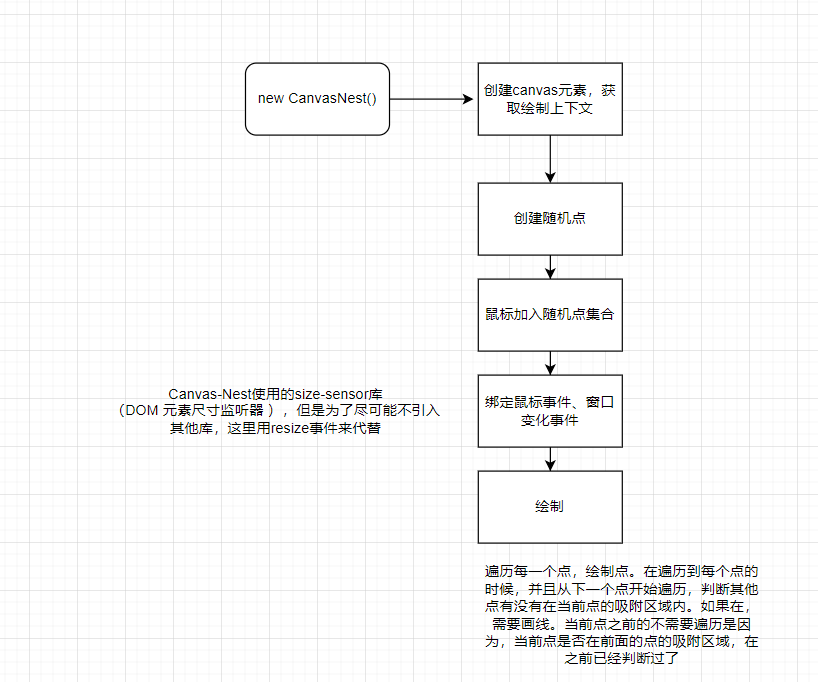 new CanvasNest()
创建canvas元素，获
取绘制上下文
创建随机点
鼠标加入随机点集合
绑定鼠标事件、窗口
变化事件
Canvas-Nest使用的size-sensor库
（DOM 元素尺寸监听器 ），但是为了尽可能不引入
其他库，这里用resize事件来代替
绘制
遍历每一个点，绘制点。在遍历到每个点的
时候，并且从下一个点开始遍历，判断其他
点有没有在当前点的吸附区域内。如果在，
需要画线。当前点之前的不需要遍历是因
为，当前点是否在前面的点的吸附区域，在
之前已经判断过了